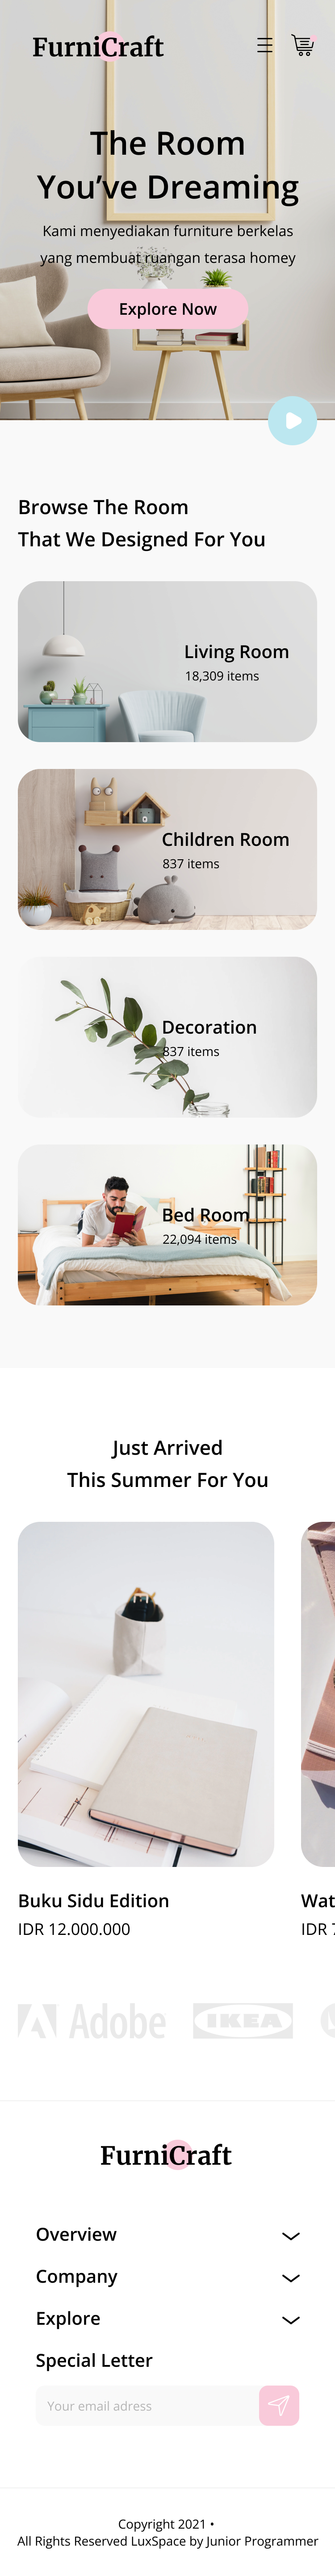 FurniCraft
The Room
You've Dreaming
Kami menyediakan furniture berkelas
yang membuat ruangan terasa homey
Explore Now
Browse The Room
That We Designed For You
Living Room
18,309 items
Children Room
837 items
Decoration
837 items
Bed Room
22,094 items
Just Arrived
This Summer For You
Buku Sidu Edition
IDR 12.000.000
Wat
IDR 7
Adobe
IKEA
FurniCraft
Overview
Company
Explore
Special Letter
Your email adress
Copyright 2021 •
All Rights Reserved LuxSpace by Junior Programmer